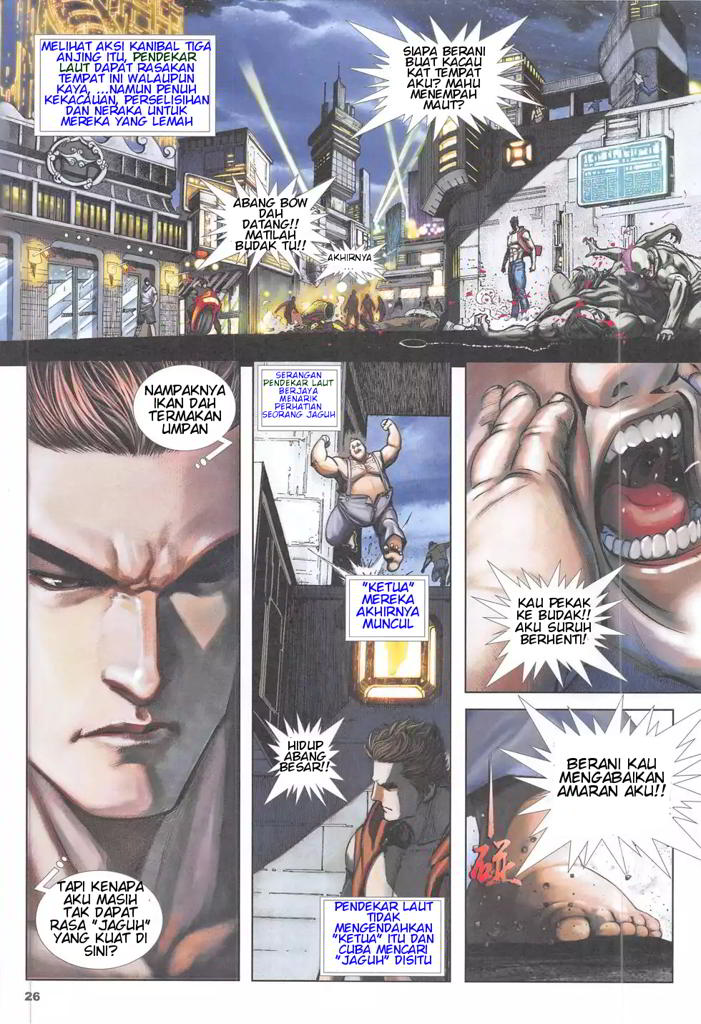 MELIHAT AKSI KANIBAL TIGA
ANJING ITU, PENDEKAR
LAUT DAPAT RASAKAN
TEMPAT INI WALAUPUN
KAYA, ...NAMUN PENUH
KEKACAUAN, PERSELISIHAN
DAN NERAKA UNTUK
MEREKA YANG LEMAH
SIAPA BERANI
BUAT KACAU
KAT TEMPAT
AKU? MAHU
MENEMPAH
MAUT?
ABANG BOW
DAH
DATANG!!
MATILAH
BUDAK TU!!
AKHIRNYA
NAMPAKNYA
IKAN DAH
TERMAKAN
UMPAN
TAPI KENAPA
AKU MASIH
TAK DAPAT
RASA "JAGUH"
YANG KUAT DI
SINI?
SERANGAN
PENDEKAR LAUT
BERJAYA
MENARIK
PERHATIAN
SEORANG JAGUH
"KETUA"
MEREKA
AKHIRNYA
MUNCUL
HIDUP
ABANG
BESAR!!
PENDEKAR LAUT
TIDAK
MENGENDAHKAN
"KETUA" ITU DAN
CUBA MENCARI
"JAGUH" DISITU
KAU PEKAK
KE BUDAK!!
AKU SURUH
BERHENTI!
BERANI KAU
MENGABAIKAN
AMARAN AKU!!
碰
26